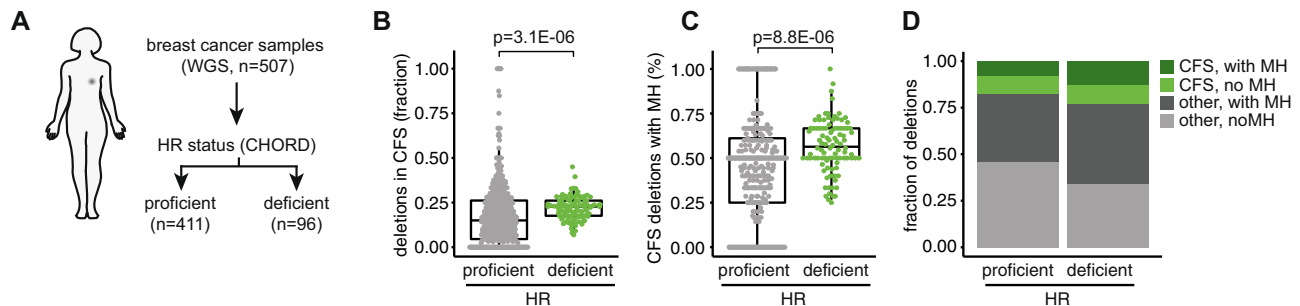 A
breast cancer samples
(WGS, n=507)
HR status (CHORD)
proficient
(n=411)
deficient
(n=96)
B
p=3.1E-06
deletions in CFS (fraction)
1.00
0.75
0.50
0.25
0.00
proficient deficient
HR
C
p=8.8E-06
CFS deletions with MH (%)
1.00
0.75
0.50
0.25
0.00
proficient deficient
HR
D
fraction of deletions
1.00
0.75
0.50
0.25
0.00
proficient deficient
HR
CFS, with MH
CFS, no MH
other, with MH
other, noMH